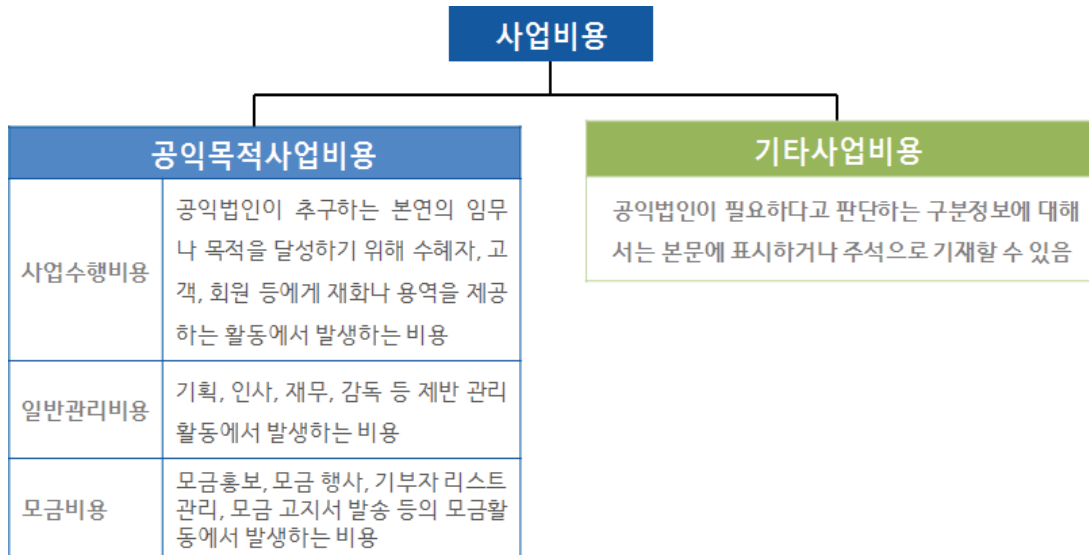 사업비용
공익목적사업비용
사업수행비용
공익법인이 추구하는 본연의 임무
나 목적을 달성하기 위해 수혜자, 고
객, 회원 등에게 재화나 용역을 제공
하는 활동에서 발생하는 비용
일반관리비용
기획, 인사, 재무, 감독 등 제반 관리
활동에서 발생하는 비용
모금비용
모금홍보, 모금 행사, 기부자 리스트
관리, 모금 고지서 발송 등의 모금활
동에서 발생하는 비용
기타사업비용
공익법인이 필요하다고 판단하는 구분정보에 대해
서는 본문에 표시하거나 주석으로 기재할 수 있음